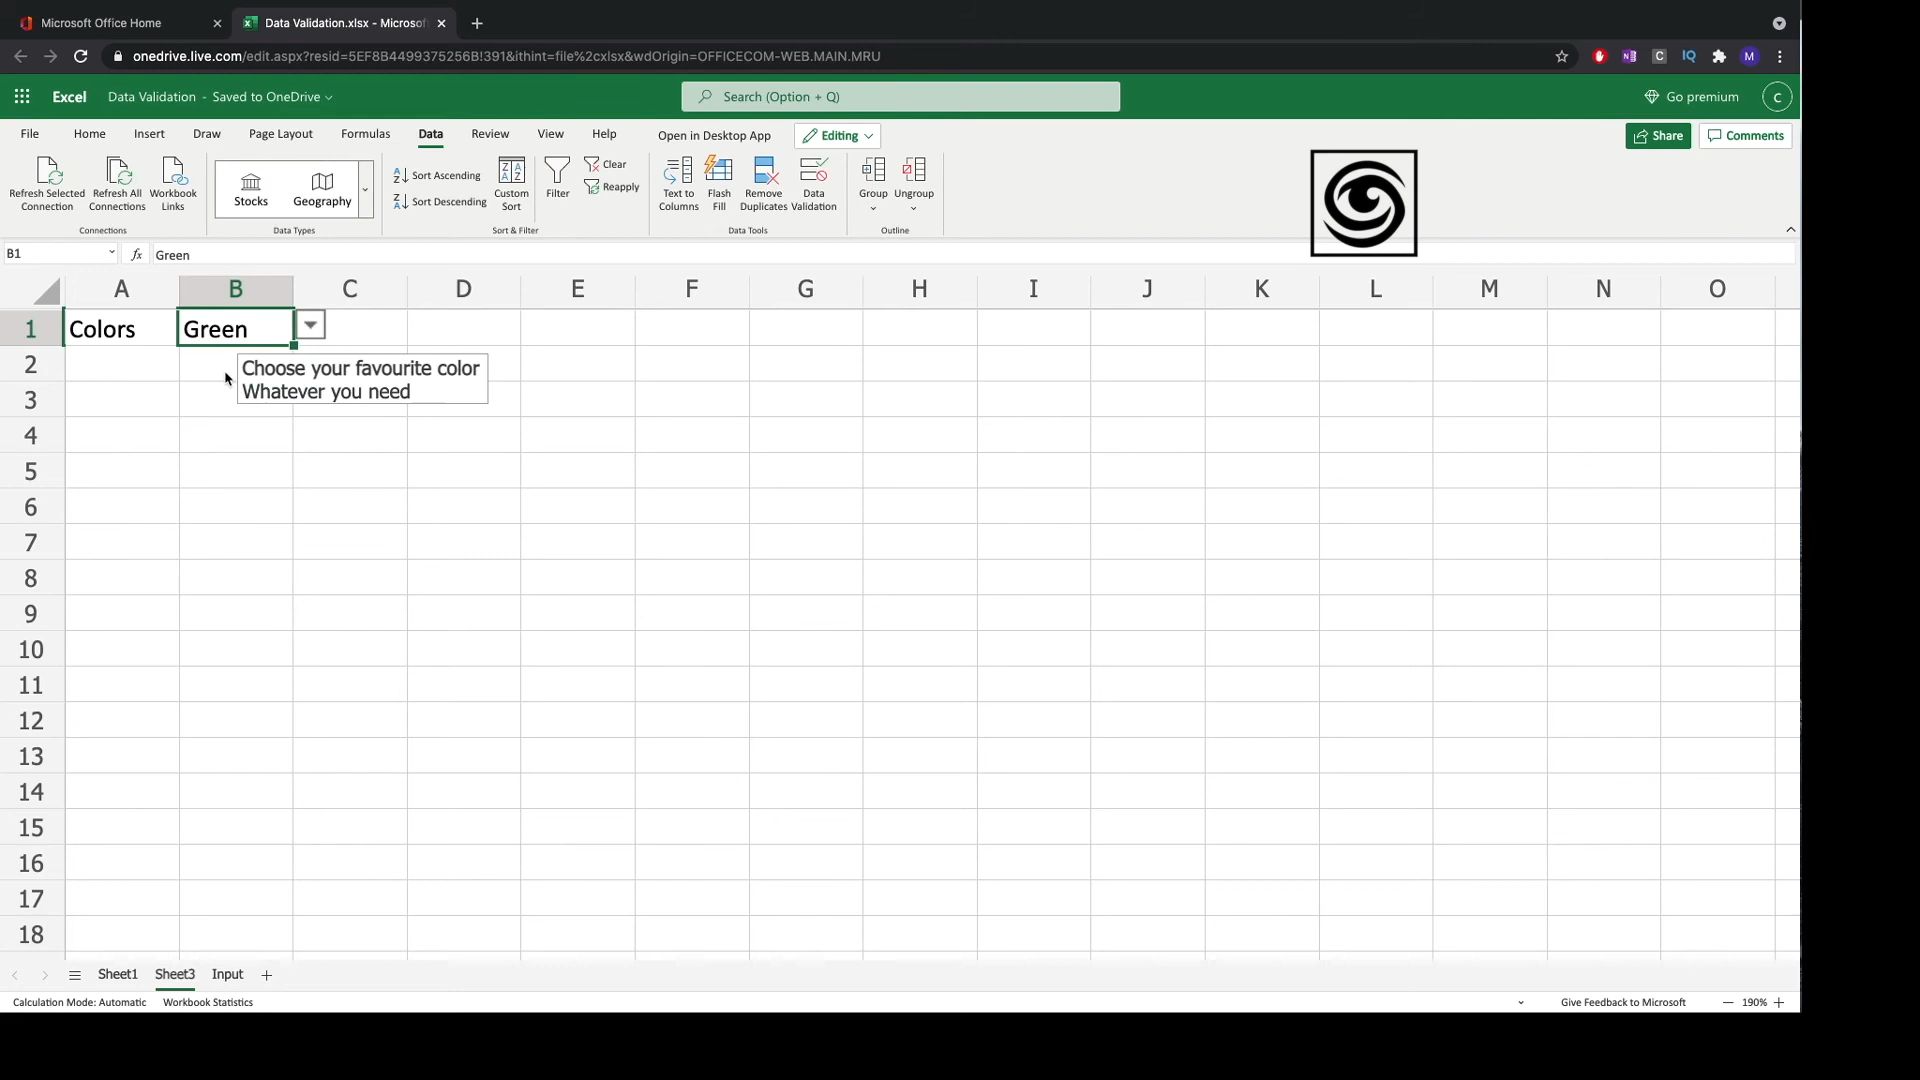 Microsoft Office Home
Data Validation.xlsx - Microsof
onedrive.live.com/edit.aspx?resid=5EF8B4499375256B!391&ithint=file%2cxlsx&wdOrigin=OFFICECOM-WEB.MAIN.MRU
Excel
Data Validation - Saved to OneDrive
Search (Option + Q)
Go premium
C
File Home Insert Draw Page Layout Formulas Data Review View Help
Open in Desktop App
Editing
Share
Comments
Refresh Selected Connection
Refresh All Connections
Workbook Links
Stocks
Geography
Sort Ascending
Sort Descending
Custom Sort
Filter
Clear
Reapply
Text to Columns
Flash Fill
Remove Duplicates
Data Validation
Group
Ungroup
Connections
Data Types
Sort & Filter
Data Tools
Outline
B1
fx Green
A B C D E F G H I J K L M N O
1 Colors Green
2
Choose your favourite color
Whatever you need
3
4
5
6
7
8
9
10
11
12
13
14
15
16
17
18
Sheet1 Sheet3 Input
Calculation Mode: Automatic Workbook Statistics
Give Feedback to Microsoft
190%